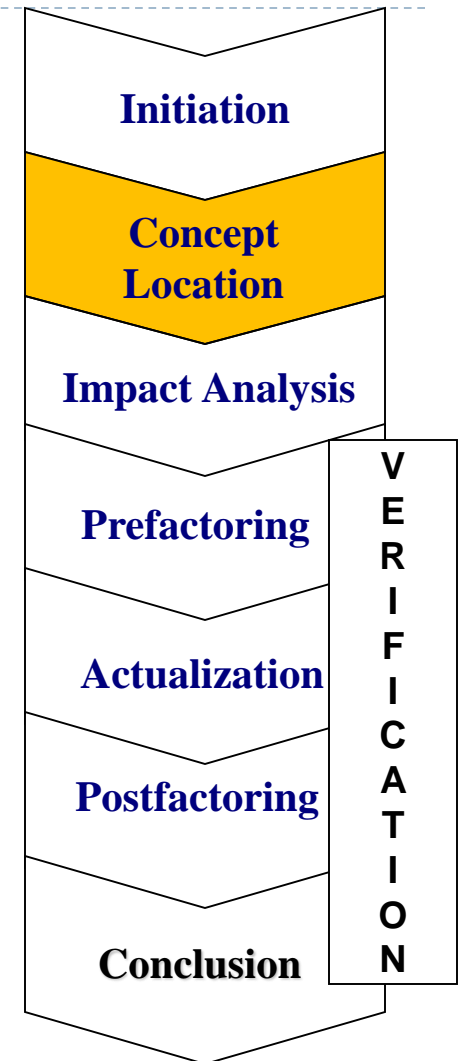 Initiation
Concept
Location
Impact Analysis
Prefactoring
Actualization
Postfactoring
Conclusion
V
E
R
I
F
I
C
A
T
I
O
N